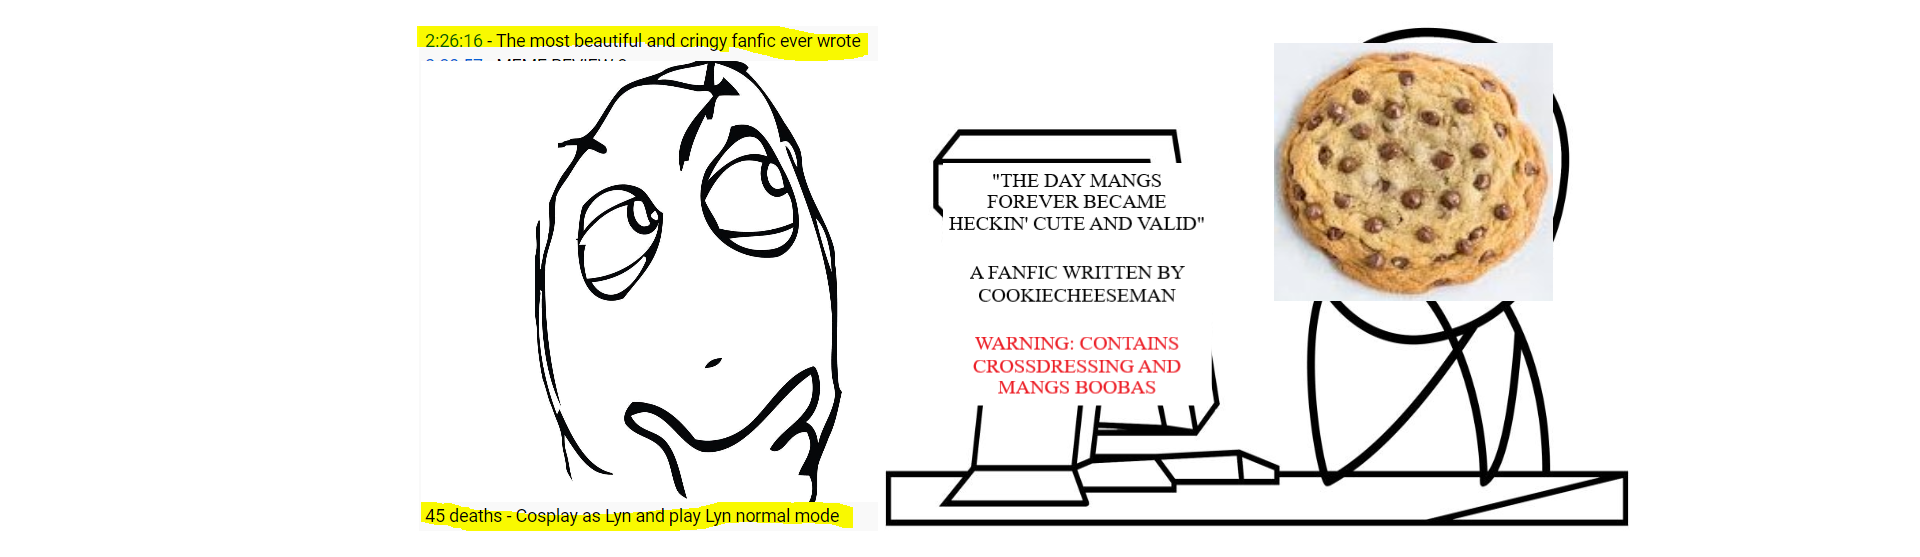 2:26:16 - The most beautiful and cringy fanfic ever wrote
45 deaths - Cosplay as Lyn and play Lyn normal mode
"THE DAY MANGS
FOREVER BECAME
HECKIN' CUTE AND VALID"
A FANFIC WRITTEN BY
COOKIECHEESEMAN
WARNING: CONTAINS
CROSSDRESSING AND
MANGS BOOBAS